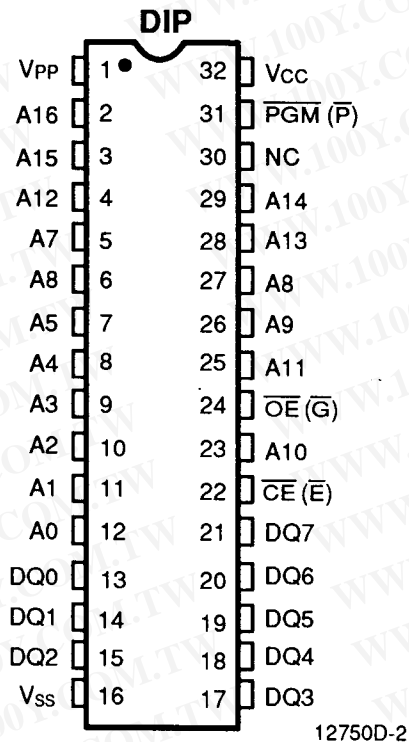 DIP
VPP 1 32 VCC
A16 2 31 PGM (P)
A15 3 30 NC
A12 4 29 A14
A7 5 28 A13
A8 6 27 A8
A5 7 26 A9
A4 8 25 A11
A3 9 24 OE (G)
A2 10 23 A10
A1 11 22 CE (E)
A0 12 21 DQ7
DQ0 13 20 DQ6
DQ1 14 19 DQ5
DQ2 15 18 DQ4
VSS 16 17 DQ3
12750D-2